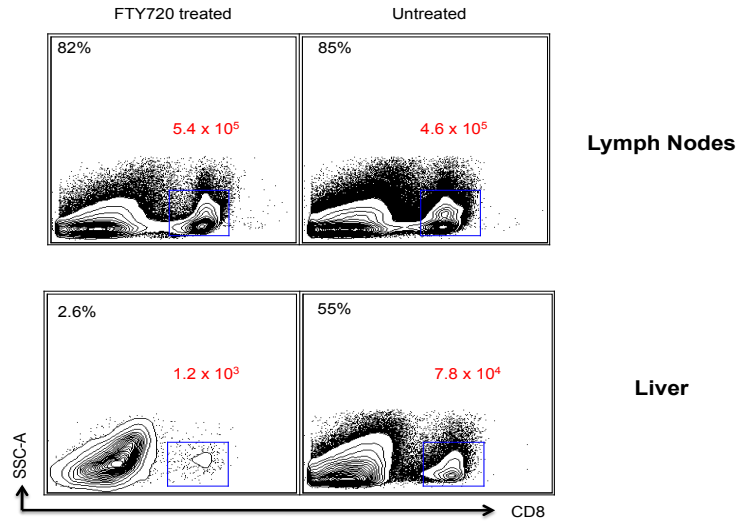 FTY720 treated Untreated
82% 85%
5.4 x 10⁵ 4.6 x 10⁵
Lymph Nodes
2.6% 55%
1.2 x 10³ 7.8 x 10⁴
Liver
SSC-A
CD8